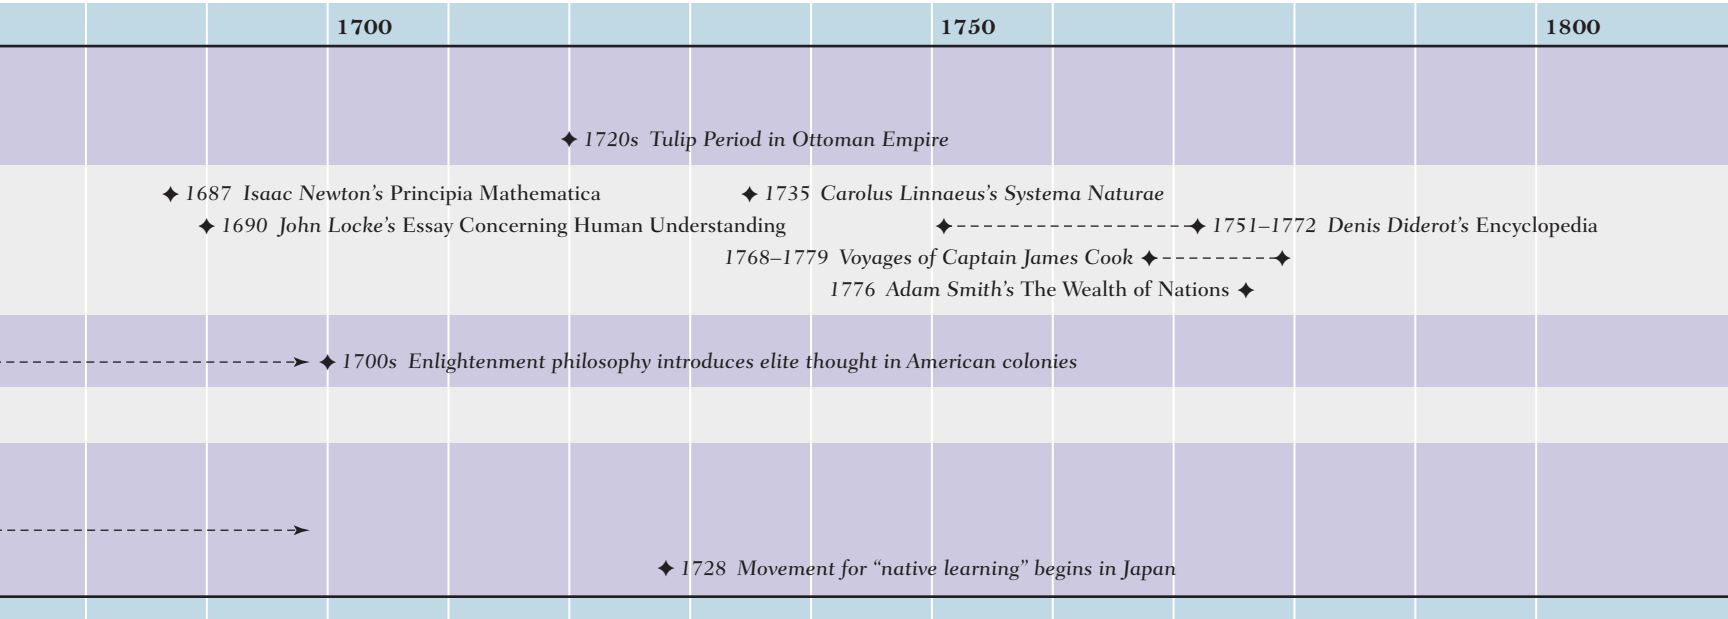 1700 1750 1800
1720s Tulip Period in Ottoman Empire
1687 Isaac Newton's Principia Mathematica
1735 Carolus Linnaeus's Systema Naturae
1690 John Locke's Essay Concerning Human Understanding
1751–1772 Denis Diderot's Encyclopedia
1768–1779 Voyages of Captain James Cook
1776 Adam Smith's The Wealth of Nations
1700s Enlightenment philosophy introduces elite thought in American colonies
1728 Movement for “native learning” begins in Japan